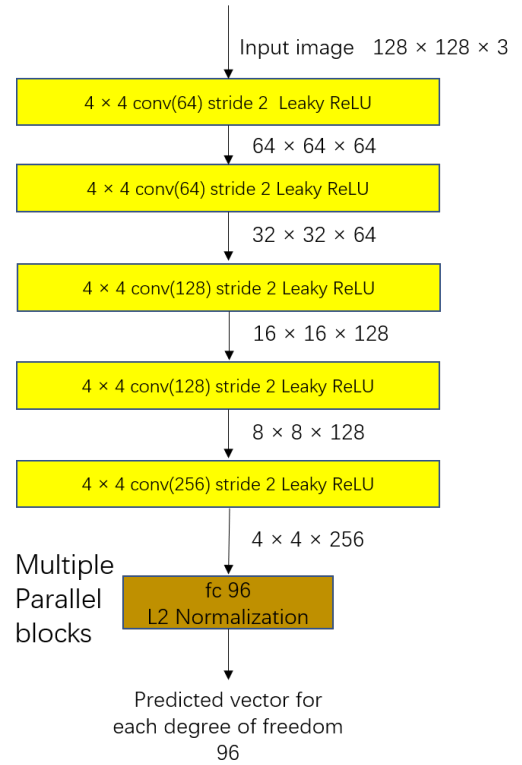 Input image 128 × 128 × 3
4 × 4 conv(64) stride 2 Leaky ReLU
64 × 64 × 64
4 × 4 conv(64) stride 2 Leaky ReLU
32 × 32 × 64
4 × 4 conv(128) stride 2 Leaky ReLU
16 × 16 × 128
4 × 4 conv(128) stride 2 Leaky ReLU
8 × 8 × 128
4 × 4 conv(256) stride 2 Leaky ReLU
4 × 4 × 256
Multiple
Parallel
blocks
fc 96
L2 Normalization
Predicted vector for
each degree of freedom
96